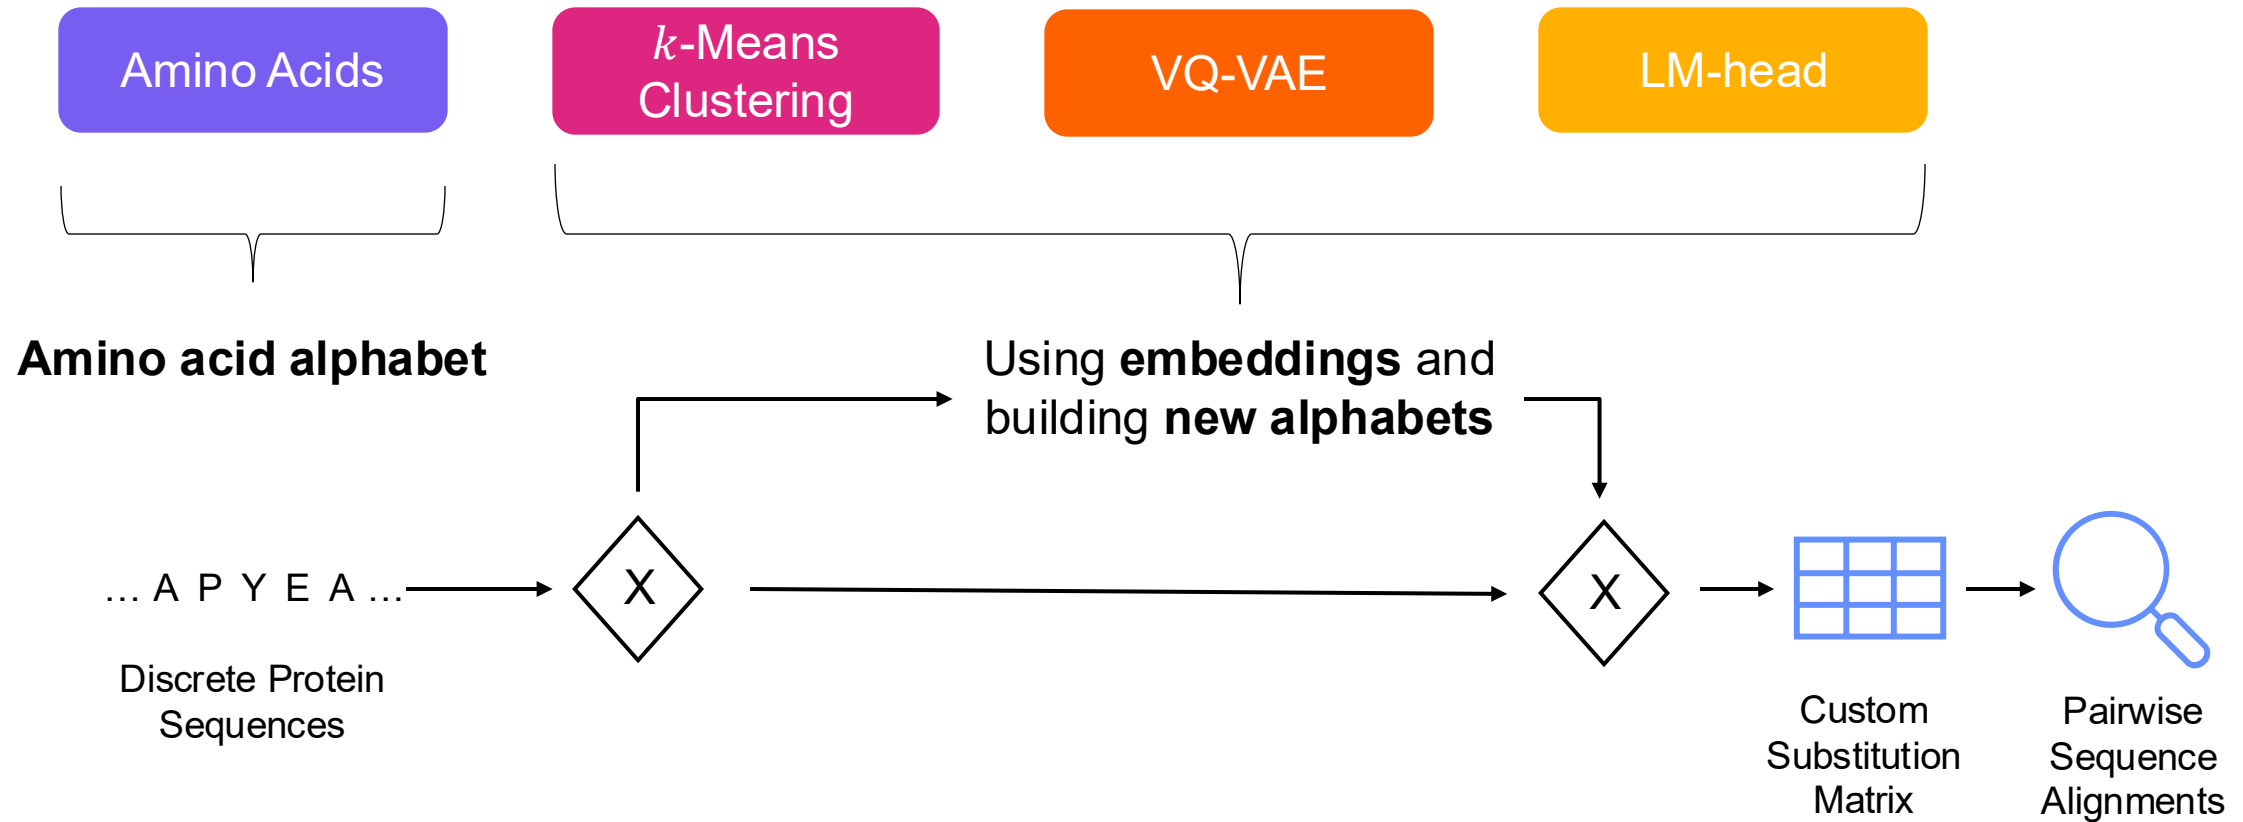 Amino Acids
k-Means
Clustering
VQ-VAE
LM-head
Amino acid alphabet
Using embeddings and
building new alphabets
... A P Y E A ...
X
X
Discrete Protein
Sequences
Custom
Substitution
Matrix
Pairwise
Sequence
Alignments